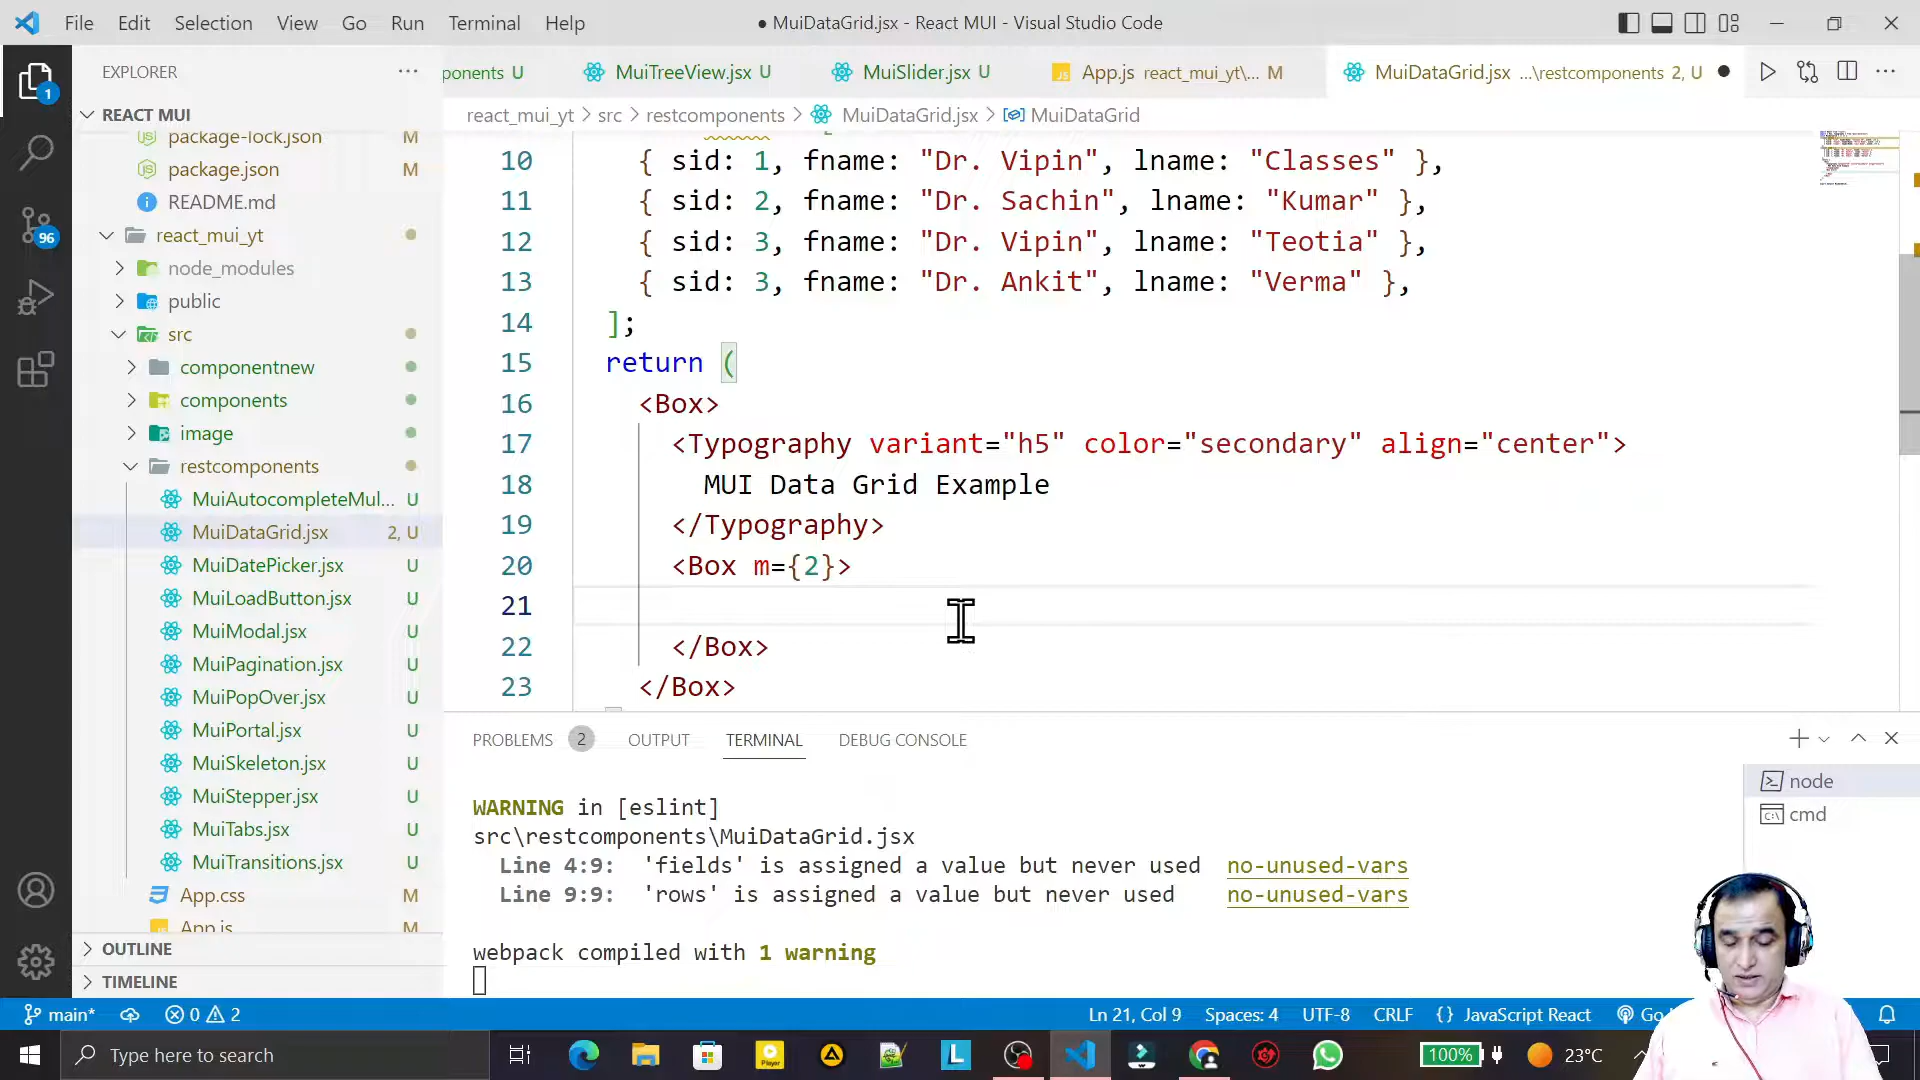 File Edit Selection View Go Run Terminal Help
● MuiDataGrid.jsx - React MUI - Visual Studio Code
EXPLORER
ponents U
MuiTreeView.jsx U
MuiSlider.jsx U
App.js react_mui_yt\... M
MuiDataGrid.jsx ...\restcomponents 2, U
react_mui_yt > src > restcomponents > MuiDataGrid.jsx > MuiDataGrid
REACT MUI
package-lock.json M
package.json M
README.md
react_mui_yt
node_modules
public
src
componentnew
components
image
restcomponents
MuiAutocompleteMul... U
MuiDataGrid.jsx 2, U
MuiDatePicker.jsx U
MuiLoadButton.jsx U
MuiModal.jsx U
MuiPagination.jsx U
MuiPopOver.jsx U
MuiPortal.jsx U
MuiSkeleton.jsx U
MuiStepper.jsx U
MuiTabs.jsx U
MuiTransitions.jsx U
App.css M
App.js M
OUTLINE
TIMELINE
1
96
10 { sid: 1, fname: "Dr. Vipin", lname: "Classes" },
11 { sid: 2, fname: "Dr. Sachin", lname: "Kumar" },
12 { sid: 3, fname: "Dr. Vipin", lname: "Teotia" },
13 { sid: 3, fname: "Dr. Ankit", lname: "Verma" },
14 ];
15 return (
16 <Box>
17 <Typography variant="h5" color="secondary" align="center">
18 MUI Data Grid Example
19 </Typography>
20 <Box m={2}>
21
22 </Box>
23 </Box>
PROBLEMS 2 OUTPUT TERMINAL DEBUG CONSOLE
WARNING in [eslint]
src\restcomponents\MuiDataGrid.jsx
Line 4:9: 'fields' is assigned a value but never used no-unused-vars
Line 9:9: 'rows' is assigned a value but never used no-unused-vars
webpack compiled with 1 warning
node
cmd
main* 0 2
Ln 21, Col 9 Spaces: 4 UTF-8 CRLF {} JavaScript React Go
Type here to search
100% 23°C